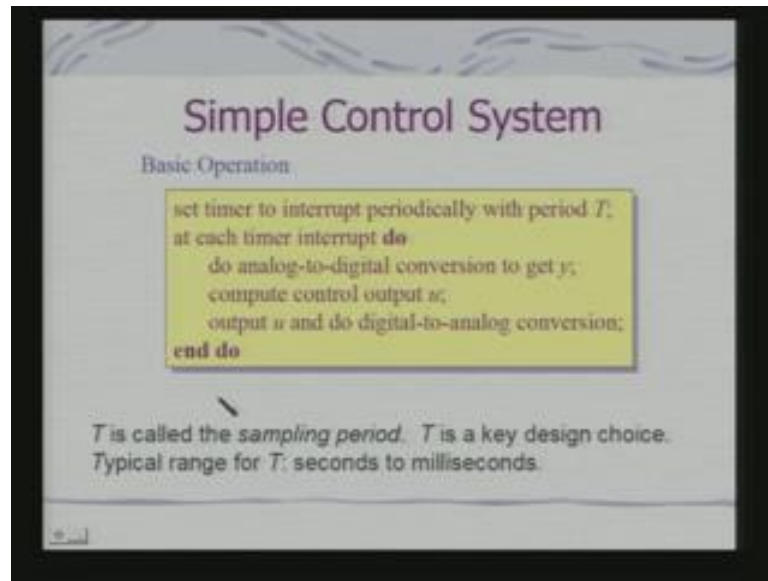 Simple Control System
Basic Operation
set timer to interrupt periodically with period T;
at each timer interrupt do
do analog-to-digital conversion to get y;
compute control output u;
output u and do digital-to-analog conversion;
end do
T is called the sampling period. T is a key design choice.
Typical range for T: seconds to milliseconds.